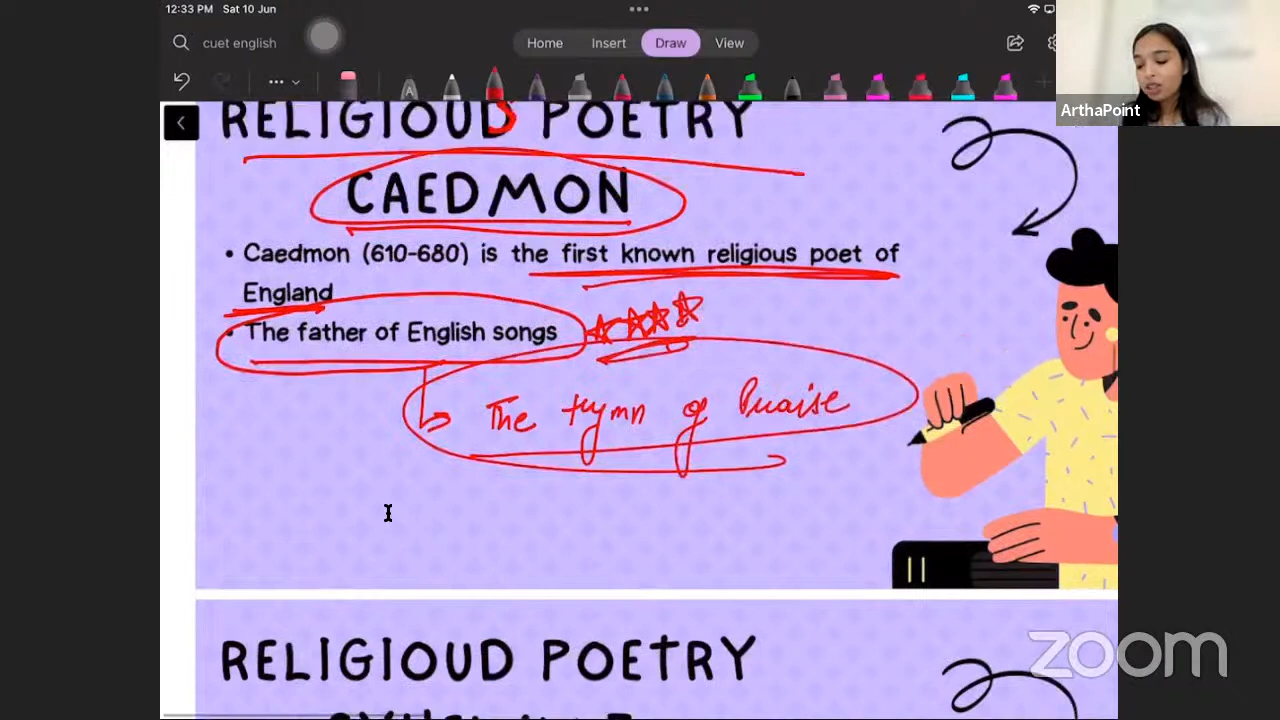 12:33 PM Sat 10 Jun
cuet english
Home Insert Draw View
ArthaPoint
RELIGIOUS POETRY
CAEDMON
• Caedmon (610-680) is the first known religious poet of
England
• The father of English songs
The Hymn of Praise
RELIGIOUD POETRY
zoom